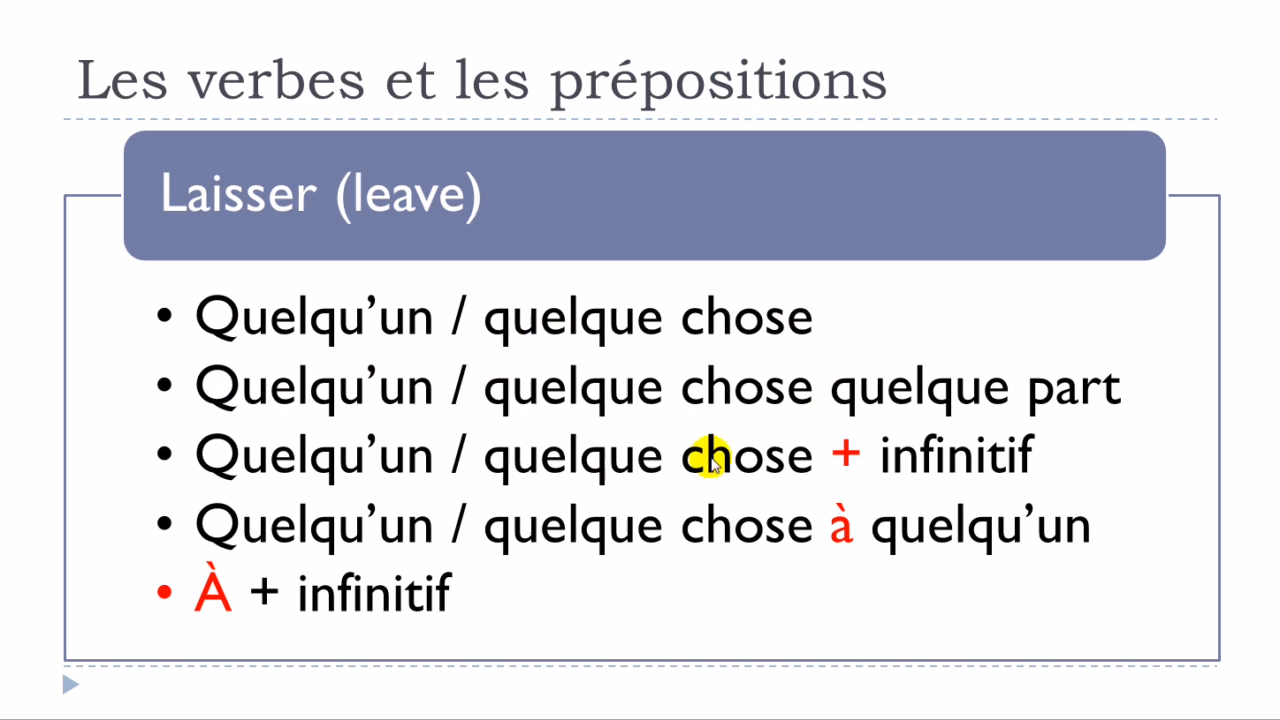 Les verbes et les prépositions
Laisser (leave)
• Quelqu’un / quelque chose
• Quelqu’un / quelque chose quelque part
• Quelqu’un / quelque chose + infinitif
• Quelqu’un / quelque chose à quelqu’un
• À + infinitif